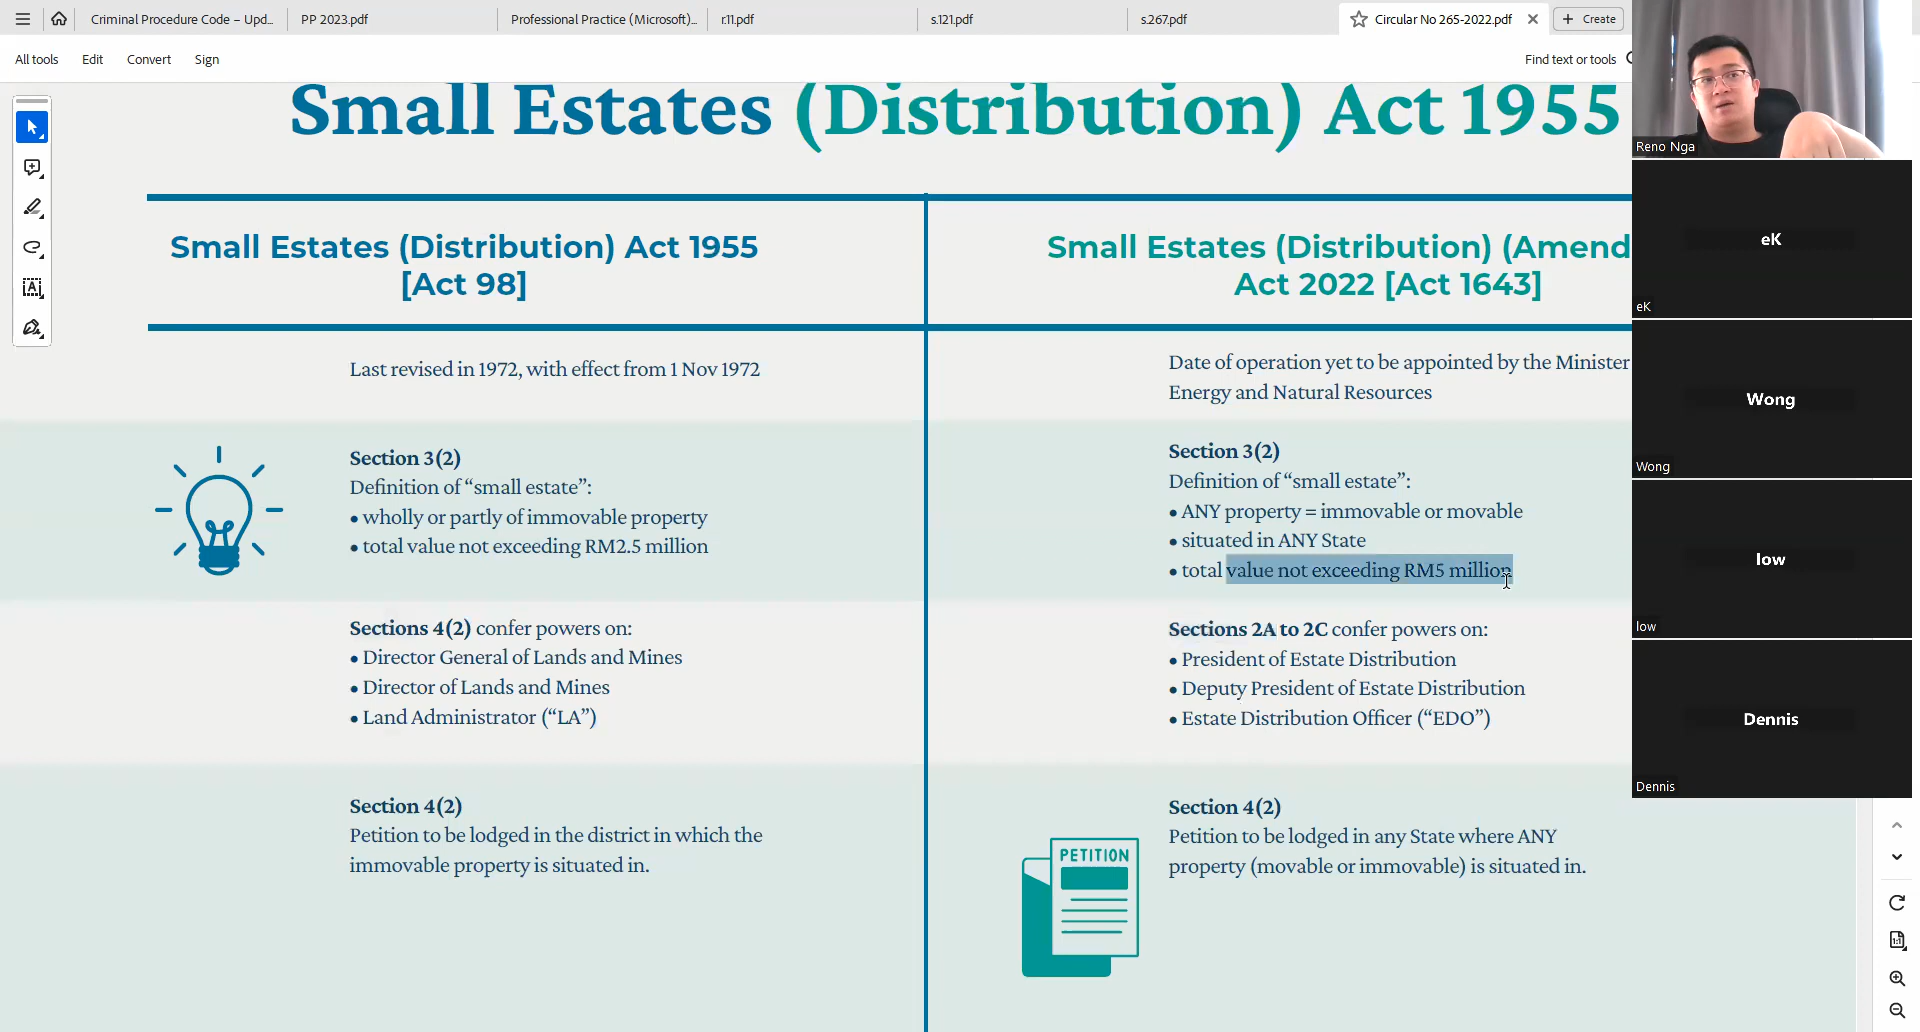 Criminal Procedure Code – Upd...
PP 2023.pdf
Professional Practice (Microsoft)...
r.11.pdf
s.121.pdf
s.267.pdf
Circular No 265-2022.pdf
Create
All tools
Edit
Convert
Sign
Find text or tools
Small Estates (Distribution) Act 1955
Small Estates (Distribution) Act 1955
[Act 98]
Last revised in 1972, with effect from 1 Nov 1972
Section 3(2)
Definition of “small estate”:
• wholly or partly of immovable property
• total value not exceeding RM2.5 million
Sections 4(2) confer powers on:
• Director General of Lands and Mines
• Director of Lands and Mines
• Land Administrator (“LA”)
Section 4(2)
Petition to be lodged in the district in which the
immovable property is situated in.
Small Estates (Distribution) (Amend
Act 2022 [Act 1643]
Date of operation yet to be appointed by the Minister
Energy and Natural Resources
Section 3(2)
Definition of “small estate”:
• ANY property = immovable or movable
• situated in ANY State
• total value not exceeding RM5 million
Sections 2A to 2C confer powers on:
• President of Estate Distribution
• Deputy President of Estate Distribution
• Estate Distribution Officer (“EDO”)
PETITION
Section 4(2)
Petition to be lodged in any State where ANY
property (movable or immovable) is situated in.
Reno Nga
eK
eK
Wong
Wong
low
low
Dennis
Dennis
1:1